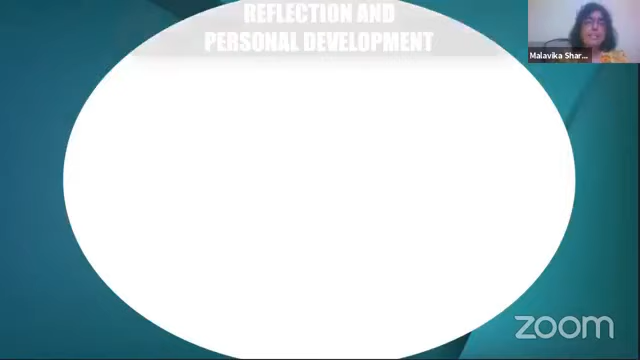 REFLECTION AND
PERSONAL DEVELOPMENT
Malavika Shar...
zoom